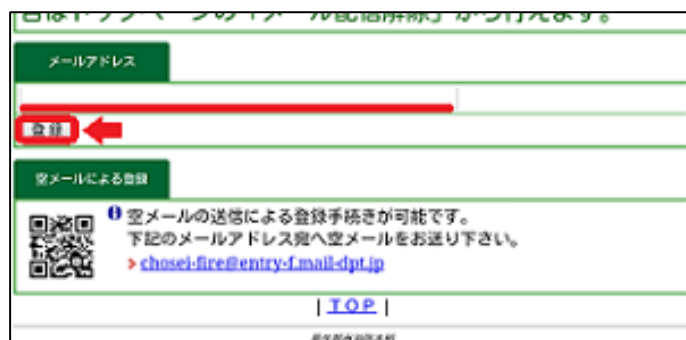 合はトップページの「メール配信解除」から行えます。
メールアドレス
登録
空メールによる登録
空メールの送信による登録手続きが可能です。
下記のメールアドレス宛へ空メールをお送り下さい。
chosei-fire@entry-f.mail-dpt.jp
| TOP |